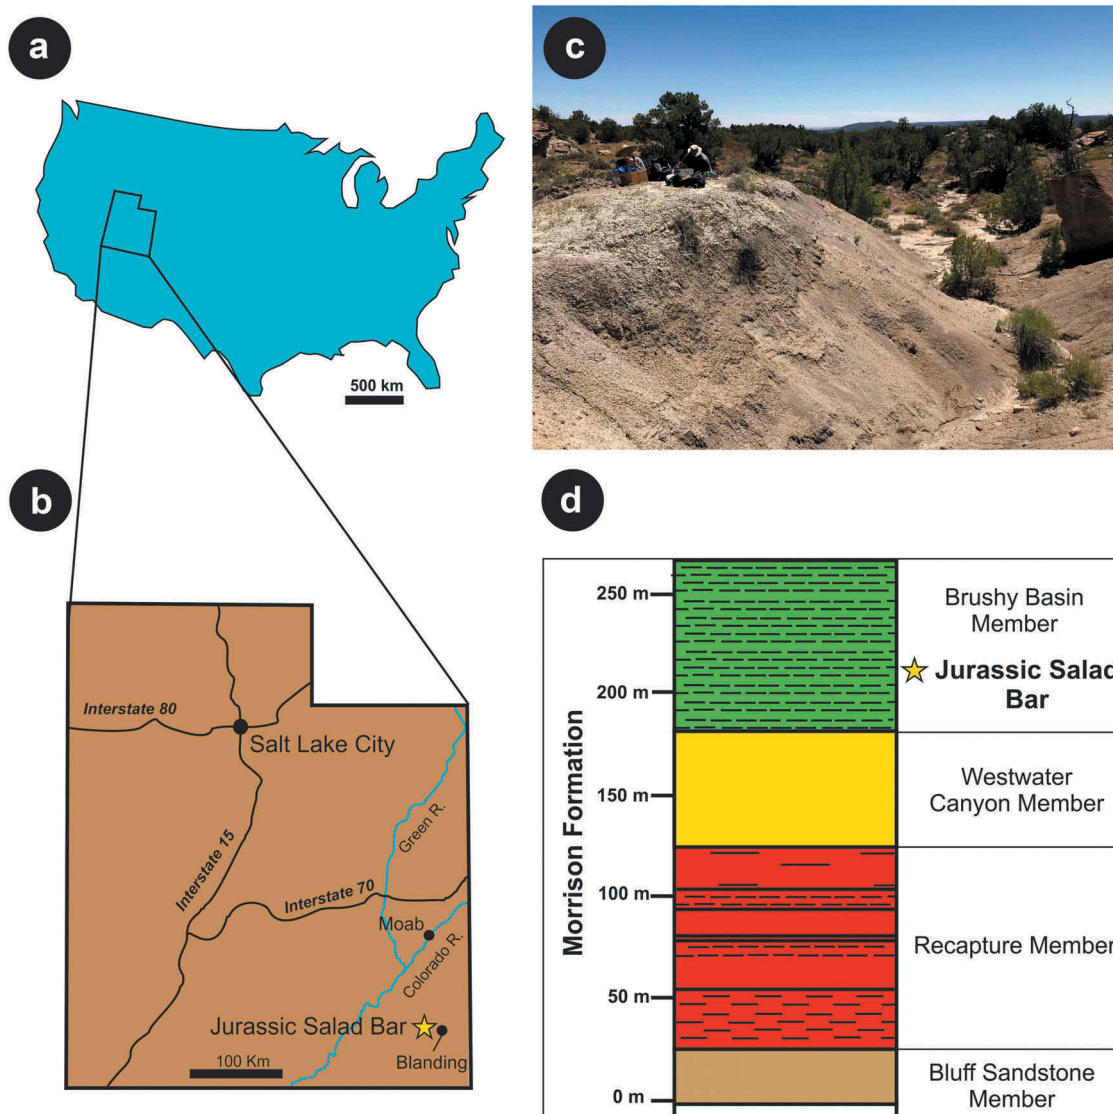 a
500 km
b
Interstate 80
Salt Lake City
Green R.
Interstate 15
Interstate 70
Moab
Colorado R.
Jurassic Salad Bar
Blanding
100 Km
c
d
Morrison Formation
250 m
200 m
150 m
100 m
50 m
0 m
Brushy Basin
Member
Jurassic Salad
Bar
Westwater
Canyon Member
Recapture Member
Bluff Sandstone
Member